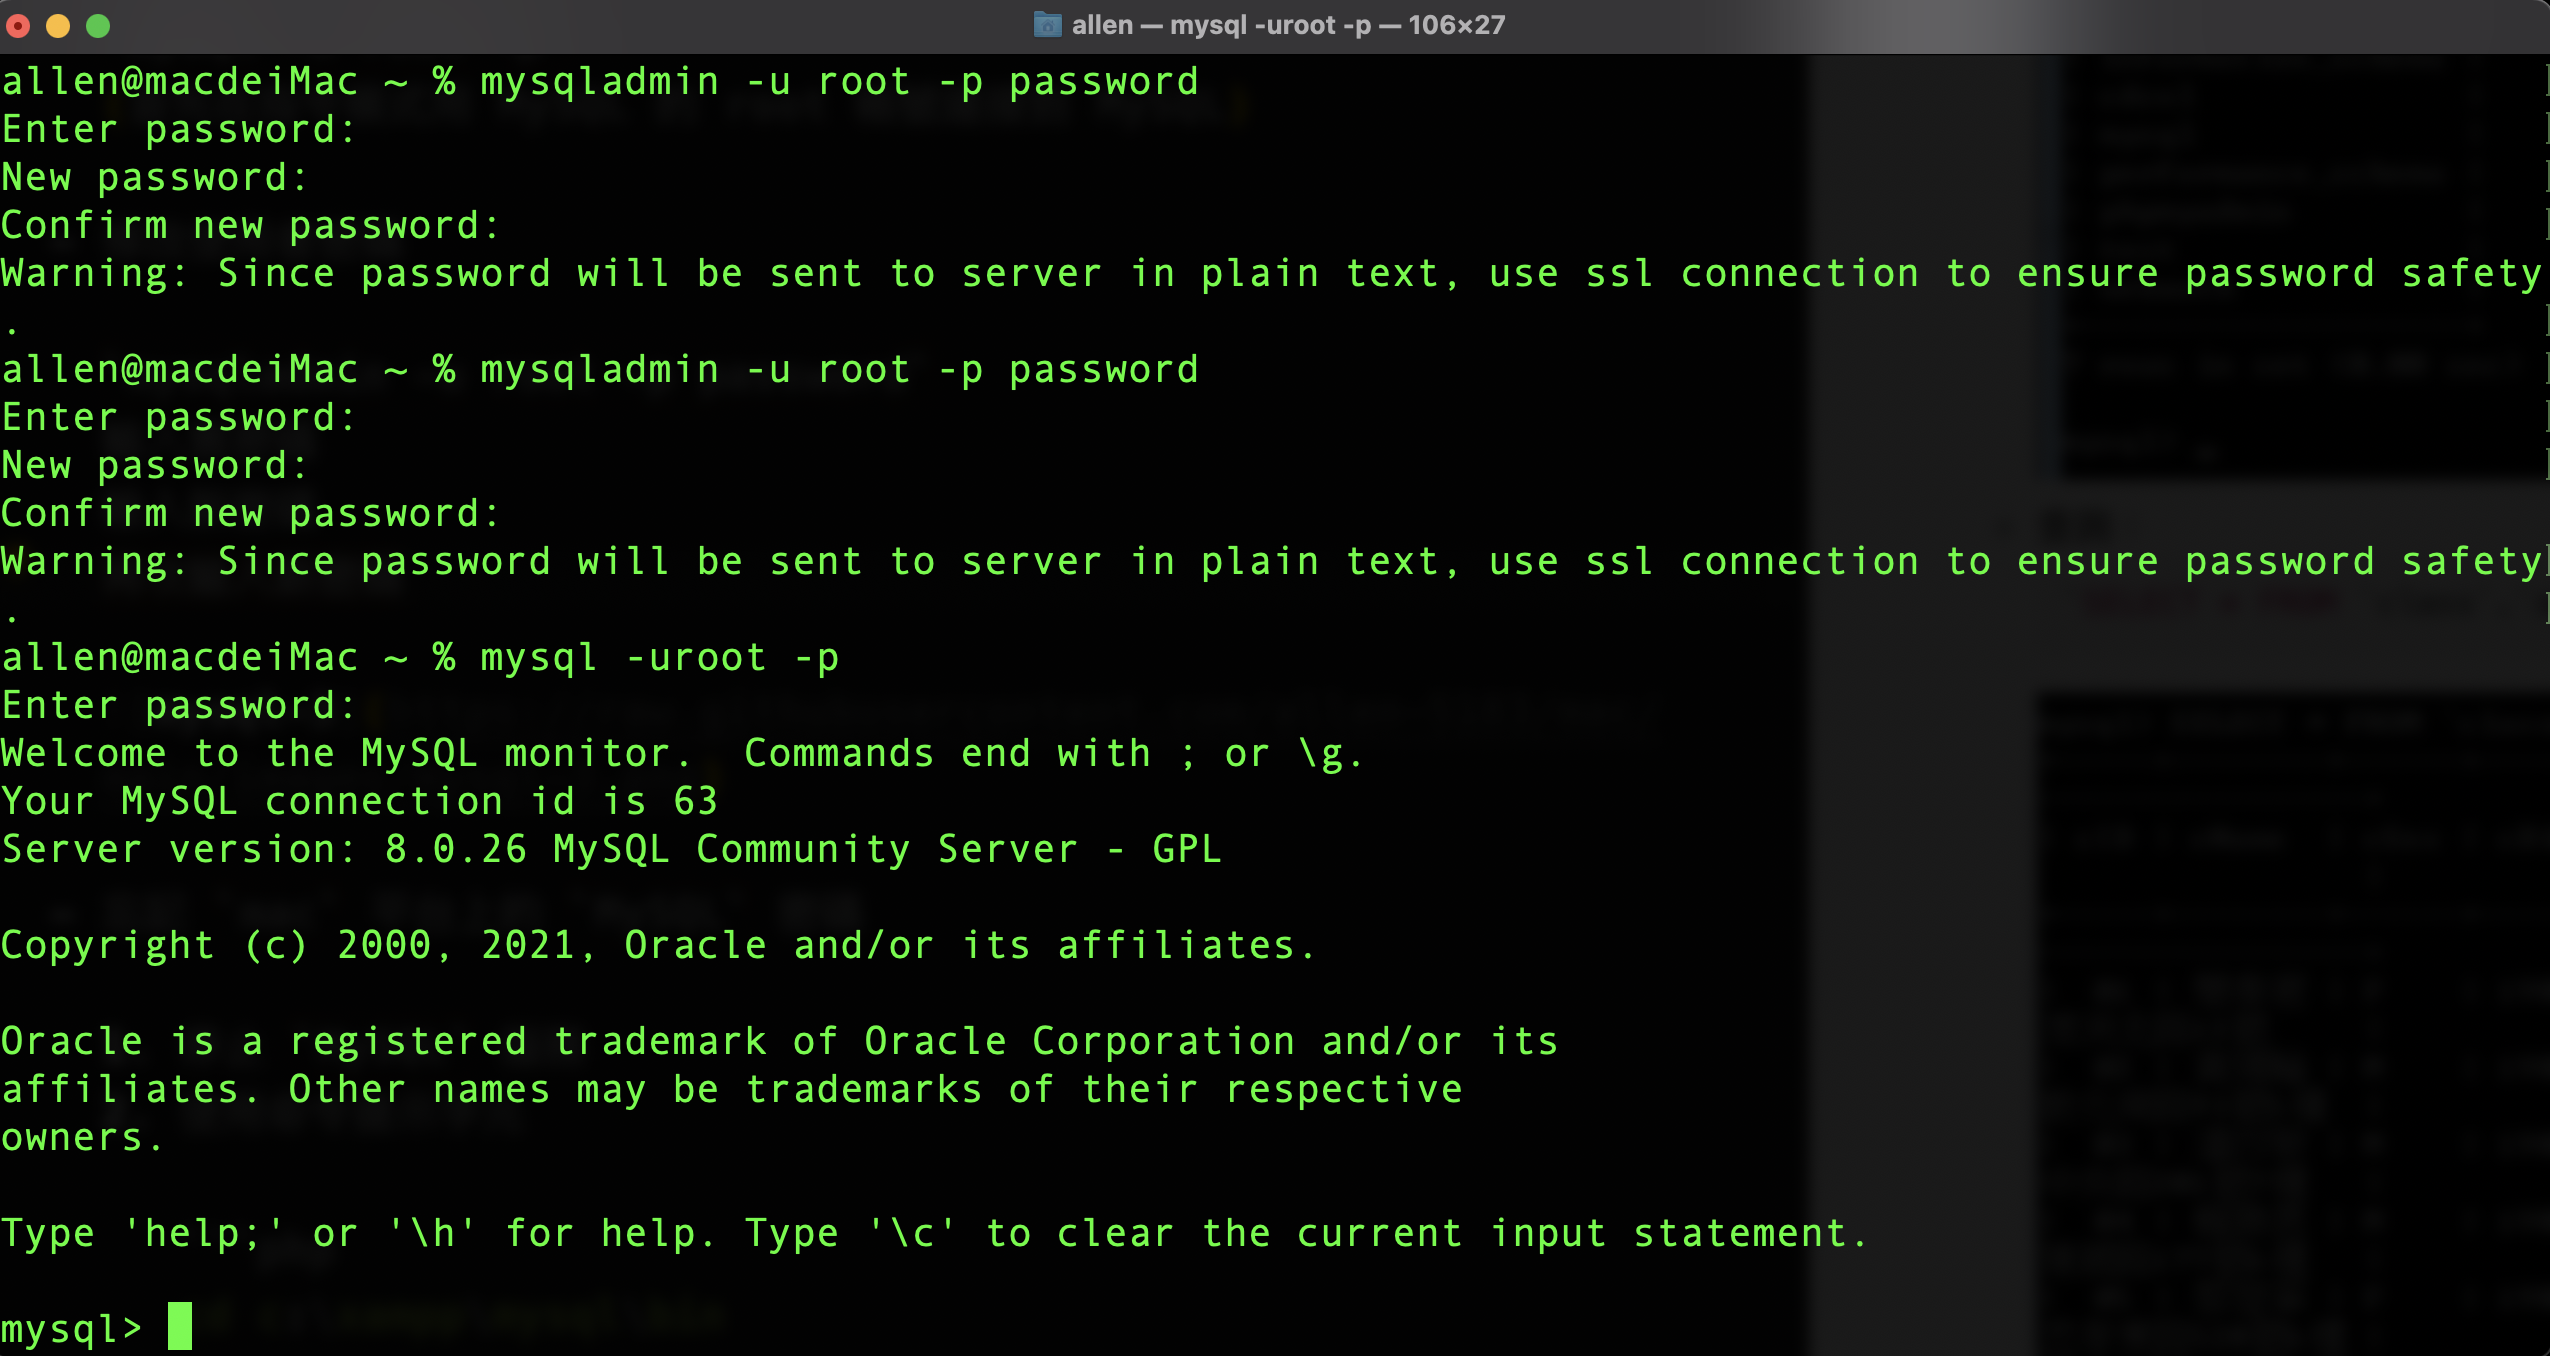 allen — mysql -uroot -p — 106×27
allen@macdeiMac ~ % mysqladmin -u root -p password
Enter password:
New password:
Confirm new password:
Warning: Since password will be sent to server in plain text, use ssl connection to ensure password safety
.
allen@macdeiMac ~ % mysqladmin -u root -p password
Enter password:
New password:
Confirm new password:
Warning: Since password will be sent to server in plain text, use ssl connection to ensure password safety
.
allen@macdeiMac ~ % mysql -uroot -p
Enter password:
Welcome to the MySQL monitor.  Commands end with ; or \g.
Your MySQL connection id is 63
Server version: 8.0.26 MySQL Community Server - GPL
Copyright (c) 2000, 2021, Oracle and/or its affiliates.
Oracle is a registered trademark of Oracle Corporation and/or its
affiliates. Other names may be trademarks of their respective
owners.
Type 'help;' or '\h' for help. Type '\c' to clear the current input statement.
mysql>